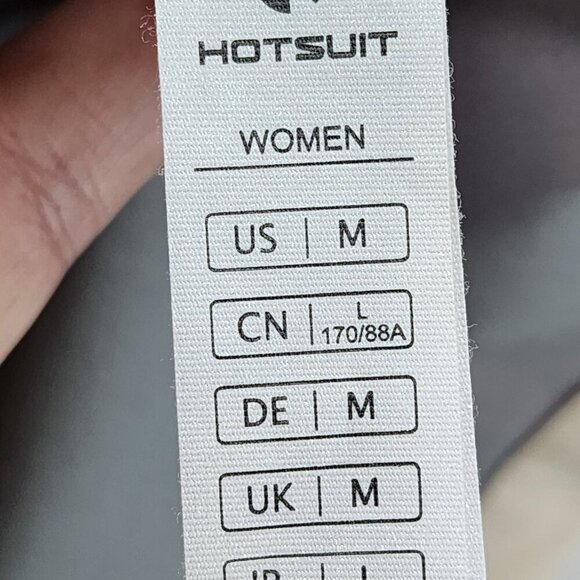 HOTSUIT
WOMEN
US | M
CN | L 170/88A
DE | M
UK | M